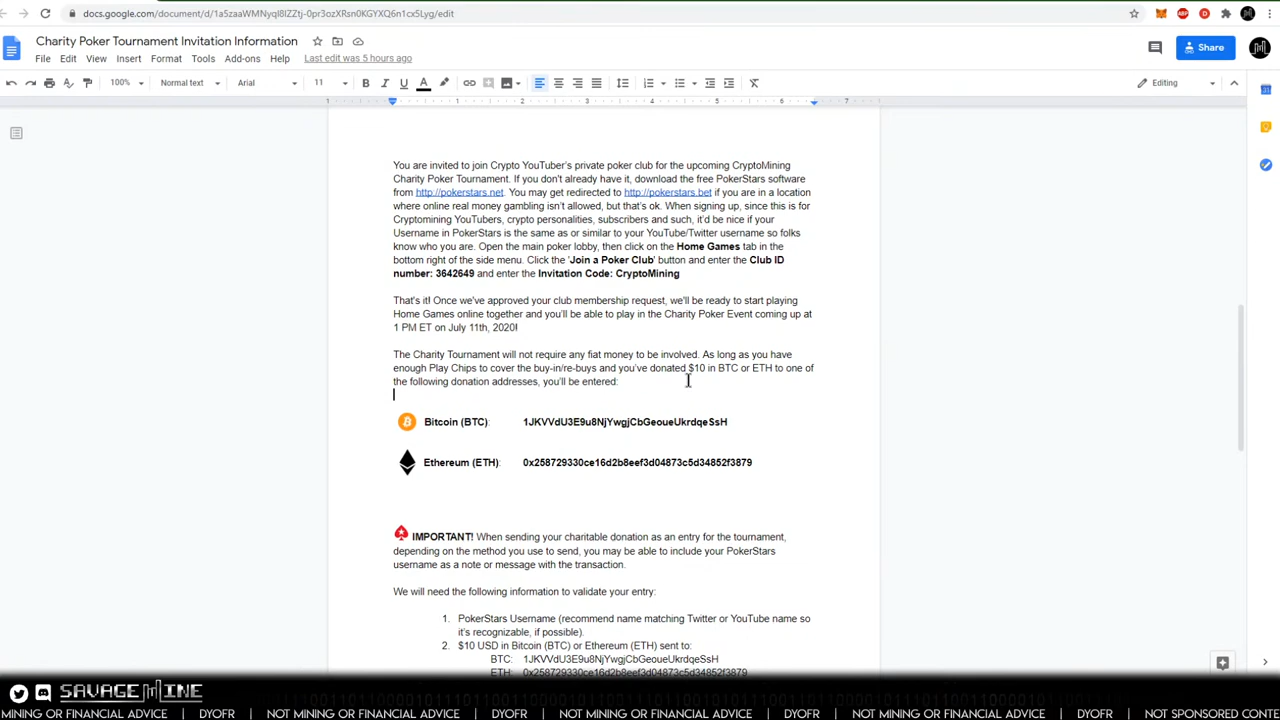 docs.google.com/document/d/1a5zaaWMNyql8lZZtj-0pr3ozXRsn0KGYXQ6n1cx5Lyg/edit
Charity Poker Tournament Invitation Information
Share
File Edit View Insert Format Tools Add-ons Help Last edit was 5 hours ago
100% Normal text Arial 11 B I U A Editing
1 1 2 3 4 5 6 7
You are invited to join Crypto YouTuber's private poker club for the upcoming CryptoMining
Charity Poker Tournament. If you don't already have it, download the free PokerStars software
from http://pokerstars.net. You may get redirected to http://pokerstars.bet if you are in a location
where online real money gambling isn't allowed, but that's ok. When signing up, since this is for
Cryptomining YouTubers, crypto personalities, subscribers and such, it'd be nice if your
Username in PokerStars is the same as or similar to your YouTube/Twitter username so folks
know who you are. Open the main poker lobby, then click on the Home Games tab in the
bottom right of the side menu. Click the 'Join a Poker Club' button and enter the Club ID
number: 3642649 and enter the Invitation Code: CryptoMining
That's it! Once we've approved your club membership request, we'll be ready to start playing
Home Games online together and you'll be able to play in the Charity Poker Event coming up at
1 PM ET on July 11th, 2020!
The Charity Tournament will not require any fiat money to be involved. As long as you have
enough Play Chips to cover the buy-in/re-buys and you've donated $10 in BTC or ETH to one of
the following donation addresses, you'll be entered:
Bitcoin (BTC): 1JKVVdU3E9u8NjYwgjCbGeoueUkrdqeSsH
Ethereum (ETH): 0x258729330ce16d2b8eef3d04873c5d34852f3879
IMPORTANT! When sending your charitable donation as an entry for the tournament,
depending on the method you use to send, you may be able to include your PokerStars
username as a note or message with the transaction.
We will need the following information to validate your entry:
1. PokerStars Username (recommend name matching Twitter or YouTube name so
it's recognizable, if possible).
2. $10 USD in Bitcoin (BTC) or Ethereum (ETH) sent to:
BTC: 1JKVVdU3E9u8NjYwgjCbGeoueUkrdqeSsH
ETH: 0x258729330ce16d2b8eef3d04873c5d34852f3879
SAVAGE MINE
MINING OR FINANCIAL ADVICE | DYOFR | NOT MINING OR FINANCIAL ADVICE | DYOFR | NOT MINING OR FINANCIAL ADVICE | DYOFR | NOT MINING OR FINANCIAL ADVICE | DYOFR | NOT SPONSORED CONTE